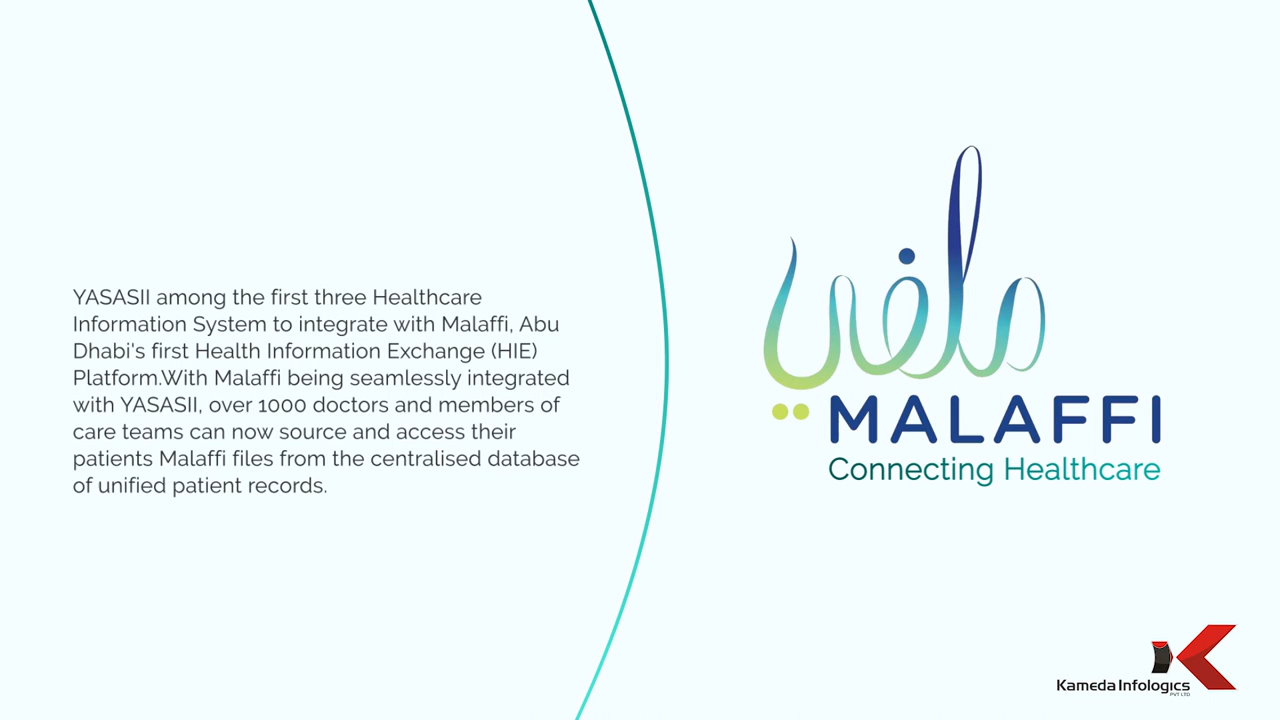 YASASII among the first three Healthcare
Information System to integrate with Malaffi, Abu
Dhabi's first Health Information Exchange (HIE)
Platform.With Malaffi being seamlessly integrated
with YASASII, over 1000 doctors and members of
care teams can now source and access their
patients Malaffi files from the centralised database
of unified patient records.
ملفي
MALAFFI
Connecting Healthcare
Kameda Infologics
PVT LTD